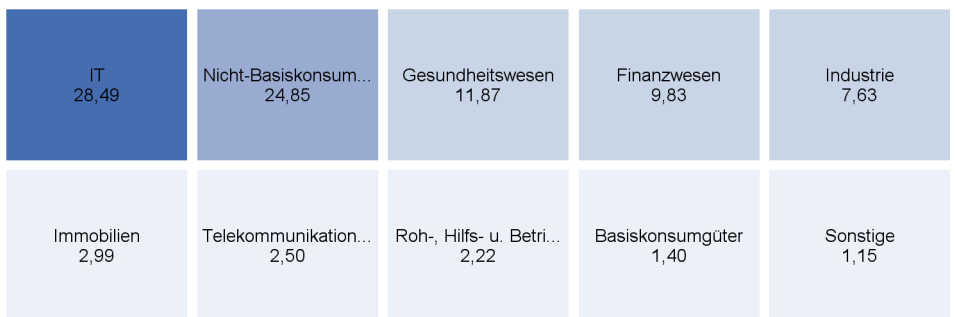 IT
28,49
Nicht-Basiskonsum...
24,85
Gesundheitswesen
11,87
Finanzwesen
9,83
Industrie
7,63
Immobilien
2,99
Telekommunikation...
2,50
Roh-, Hilfs- u. Betri...
2,22
Basiskonsumgüter
1,40
Sonstige
1,15